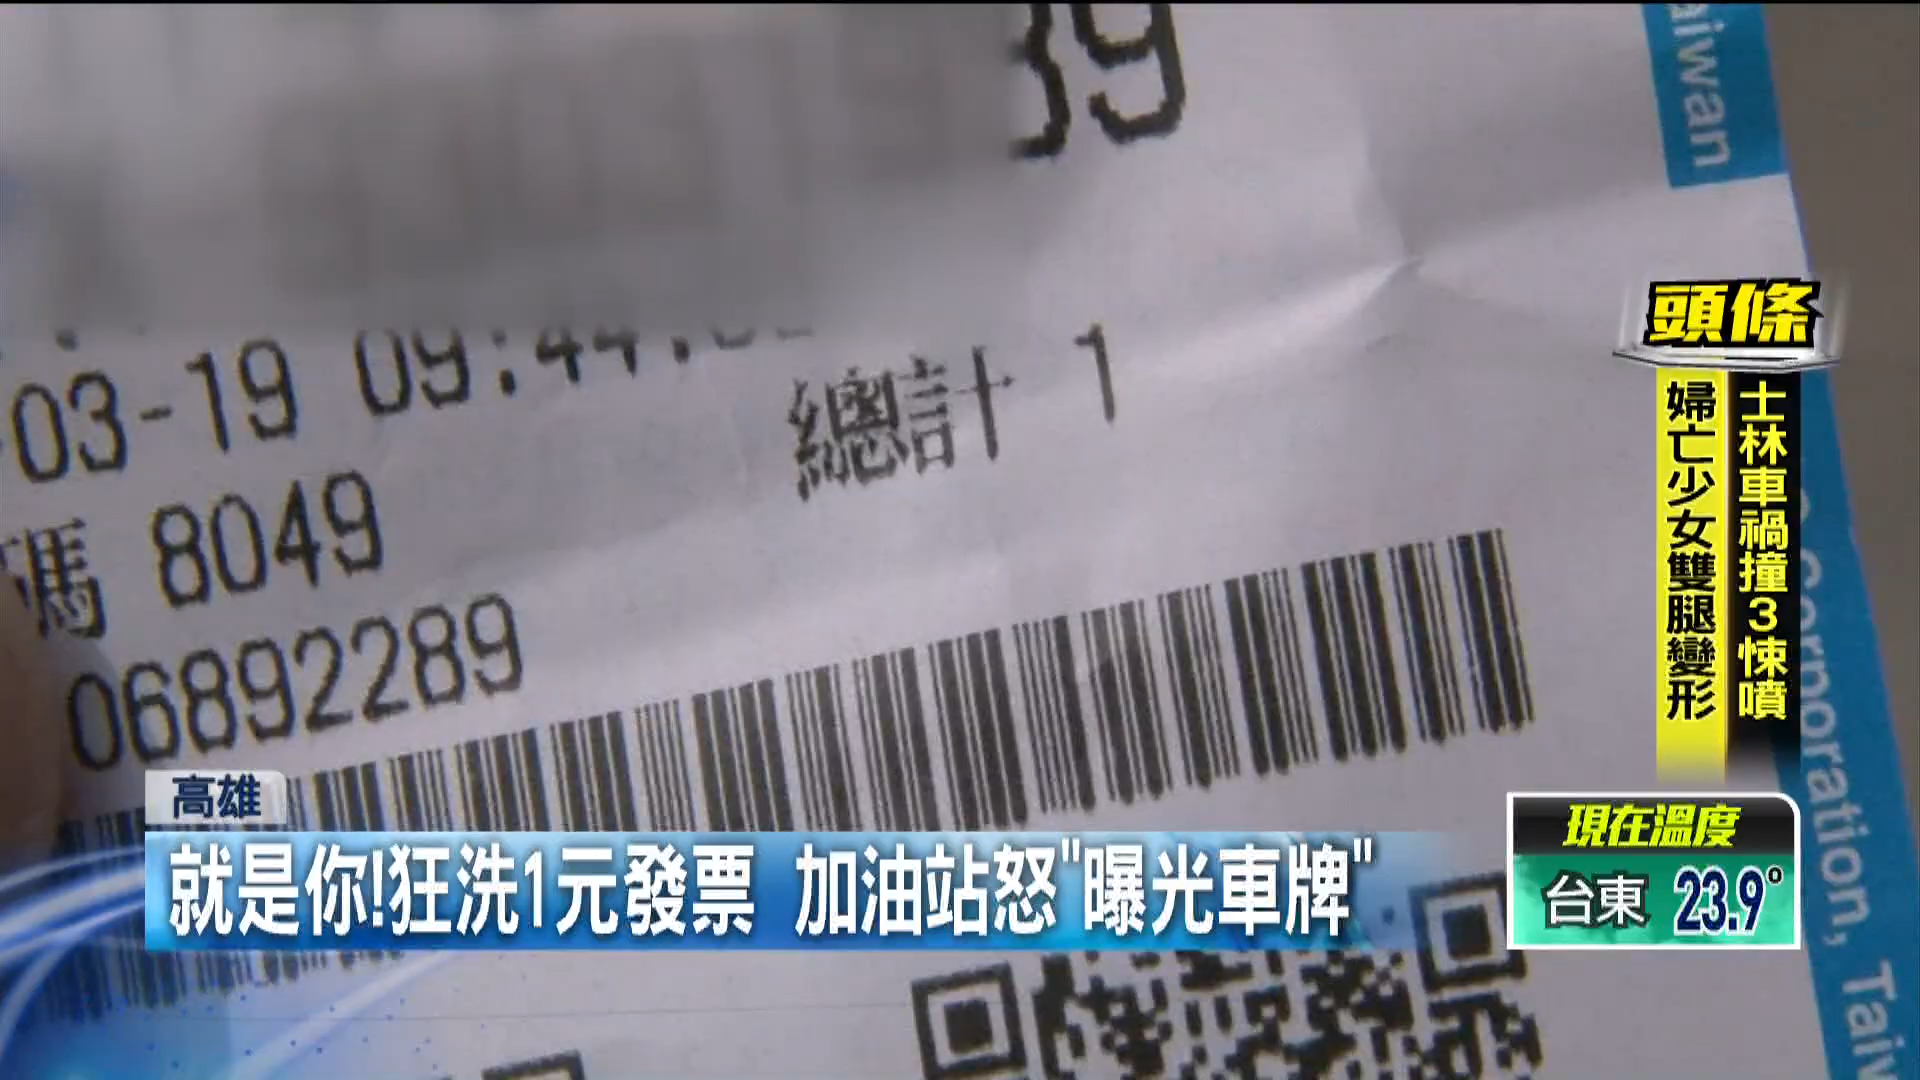 39
aiwan
-03-19 09:44
總計 1
碼 8049
06892289
Corporation, Taiw
頭條
士林車禍撞3悚噴
婦亡少女雙腿變形
現在溫度
台東 23.9°
高雄
就是你!狂洗1元發票 加油站怒"曝光車牌"